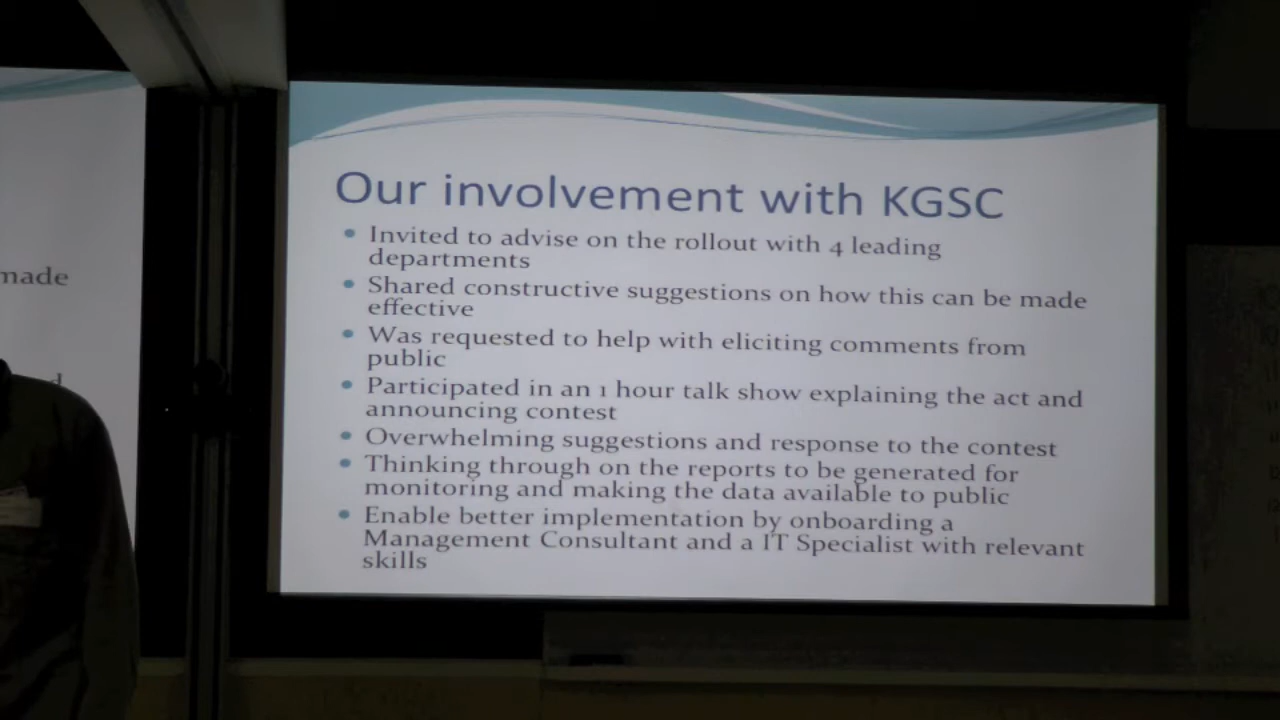 Our involvement with KGSC
Invited to advise on the rollout with 4 leading
departments
Shared constructive suggestions on how this can be made
effective
Was requested to help with eliciting comments from
public
Participated in an 1 hour talk show explaining the act and
announcing contest
Overwhelming suggestions and response to the contest
Thinking through on the reports to be generated for
monitoring and making the data available to public
Enable better implementation by onboarding a
Management Consultant and a IT Specialist with relevant
skills
made